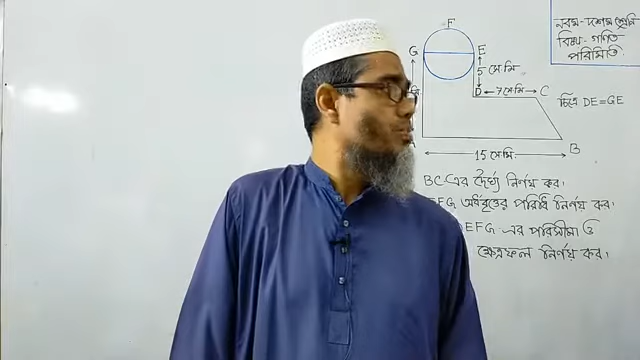 নবম-দশম শ্রেণি
বিষয়- গণিত
পরিমিতি
F
G E
5 সে.মি
D 7 সে.মি C
চিত্রে DE=GE
B
15 সে.মি.
BC এর দৈর্ঘ্য নির্ণয় কর।
EFG অর্ধবৃত্তের পরিধি নির্ণয় কর।
EFG এর পরিসীমা ও
ক্ষেত্রফল নির্ণয় কর।